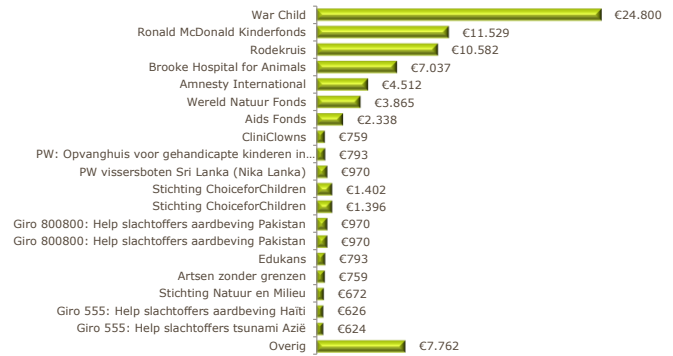 War Child €24.800
Ronald McDonald Kinderfonds €11.529
Rodekruis €10.582
Brooke Hospital for Animals €7.037
Amnesty International €4.512
Wereld Natuur Fonds €3.865
Aids Fonds €2.338
CliniClowns €759
PW: Opvanghuis voor gehandicapte kinderen in... €793
PW vissersboten Sri Lanka (Nika Lanka) €970
Stichting ChoiceforChildren €1.402
Stichting ChoiceforChildren €1.396
Giro 800800: Help slachtoffers aardbeving Pakistan €970
Giro 800800: Help slachtoffers aardbeving Pakistan €970
Edukans €793
Artsen zonder grenzen €759
Stichting Natuur en Milieu €672
Giro 555: Help slachtoffers aardbeving Haïti €626
Giro 555: Help slachtoffers tsunami Azië €624
Overig €7.762